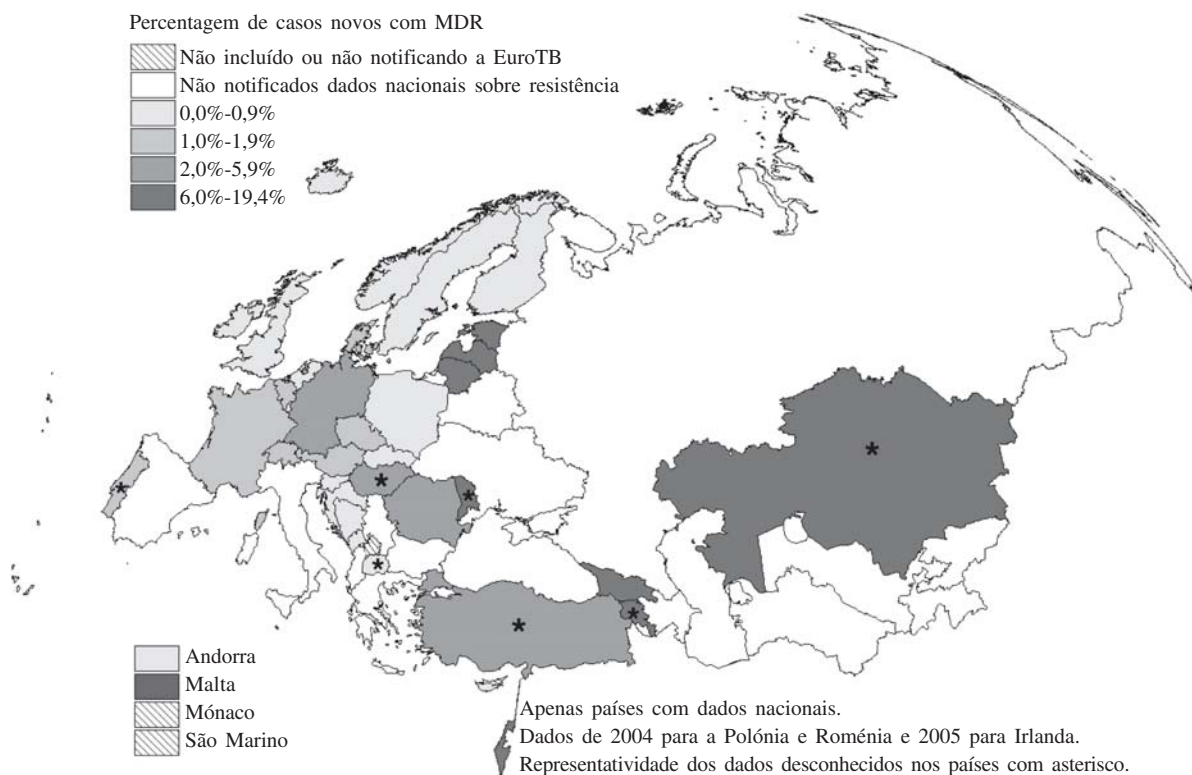 Percentagem de casos novos com MDR
Não incluído ou não notificando a EuroTB
Não notificados dados nacionais sobre resistência
0,0%-0,9%
1,0%-1,9%
2,0%-5,9%
6,0%-19,4%
*
*
*
*
*
*
*
Andorra
Malta
Mónaco
São Marino
Apenas países com dados nacionais.
Dados de 2004 para a Polónia e Roménia e 2005 para Irlanda.
Representatividade dos dados desconhecidos nos países com asterisco.